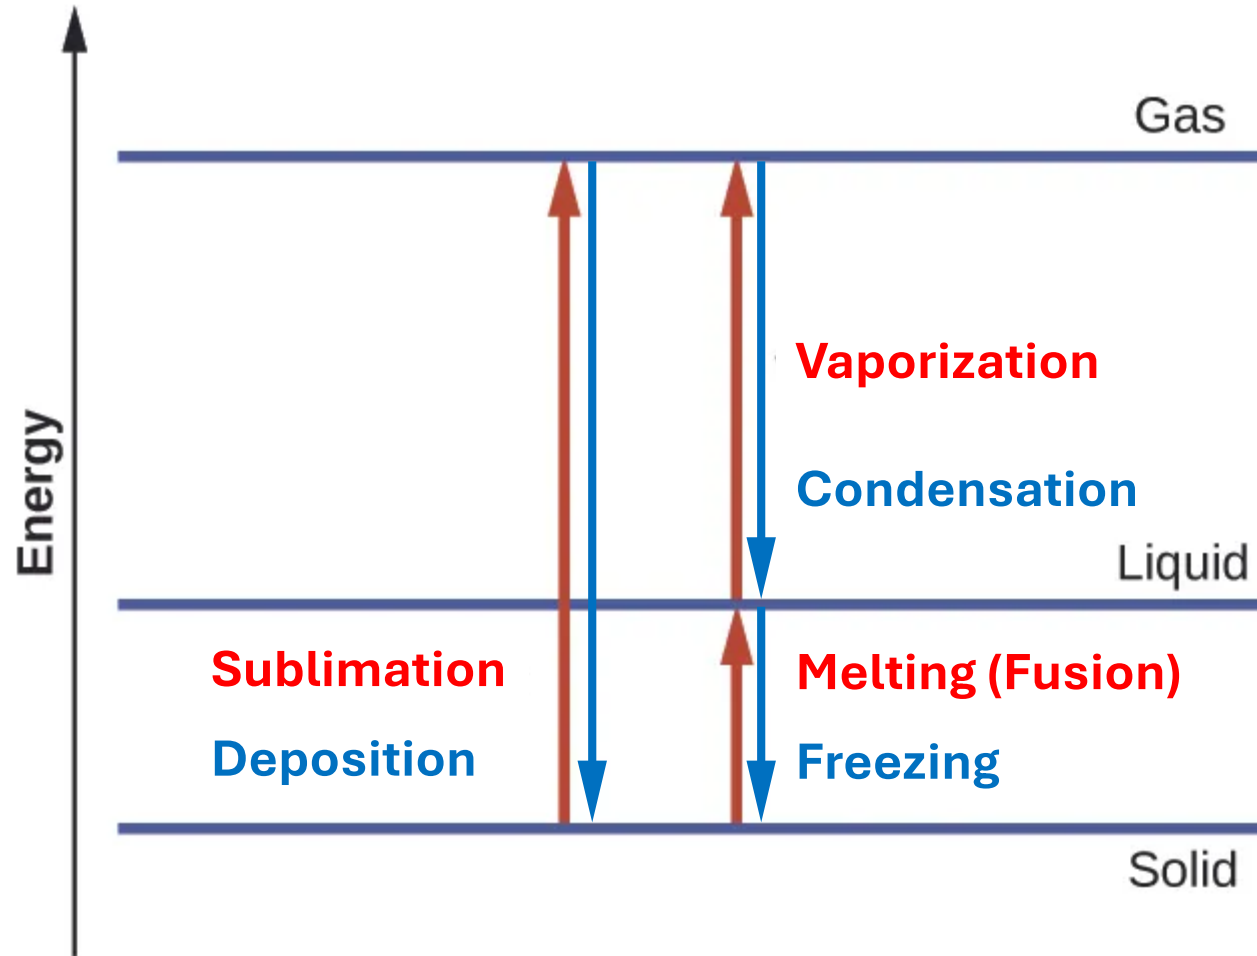 Gas
Energy
Vaporization
Condensation
Liquid
Sublimation
Melting (Fusion)
Deposition
Freezing
Solid